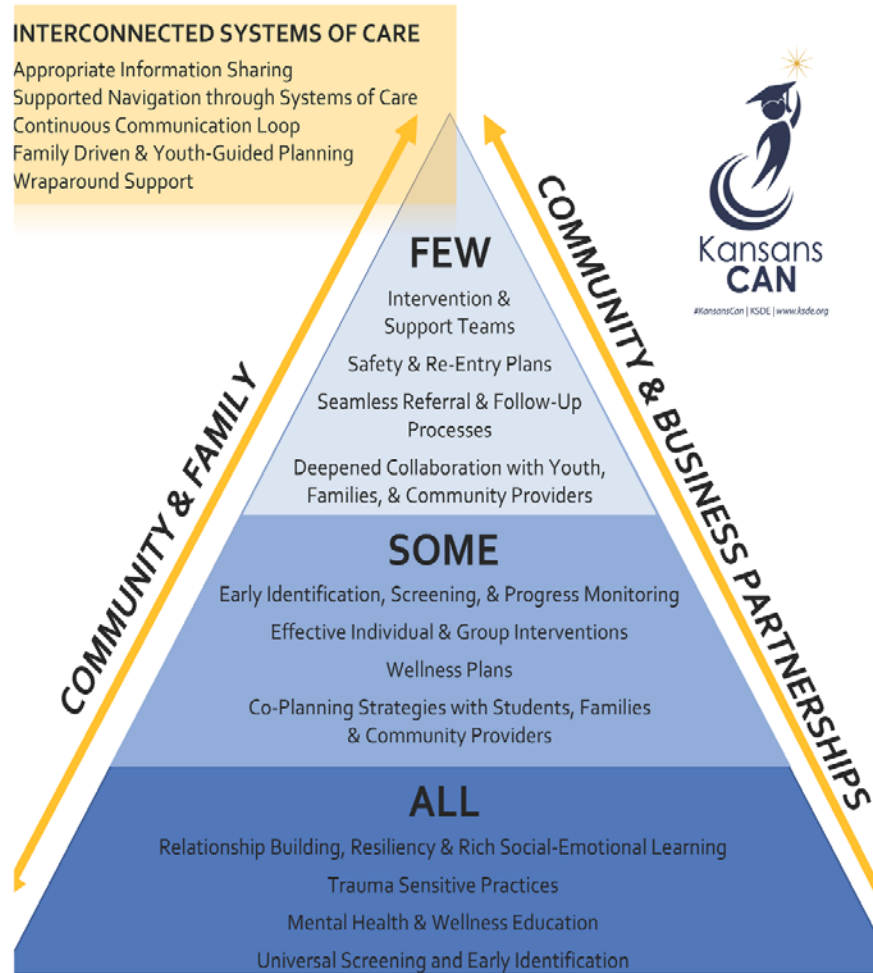 INTERCONNECTED SYSTEMS OF CARE
Appropriate Information Sharing
Supported Navigation through Systems of Care
Continuous Communication Loop
Family Driven & Youth-Guided Planning
Wraparound Support
Kansans
CAN
#KansansCan | KSDE | www.ksde.org
COMMUNITY & FAMILY
COMMUNITY & BUSINESS PARTNERSHIPS
FEW
Intervention &
Support Teams
Safety & Re-Entry Plans
Seamless Referral & Follow-Up
Processes
Deepened Collaboration with Youth,
Families, & Community Providers
SOME
Early Identification, Screening, & Progress Monitoring
Effective Individual & Group Interventions
Wellness Plans
Co-Planning Strategies with Students, Families
& Community Providers
ALL
Relationship Building, Resiliency & Rich Social-Emotional Learning
Trauma Sensitive Practices
Mental Health & Wellness Education
Universal Screening and Early Identification